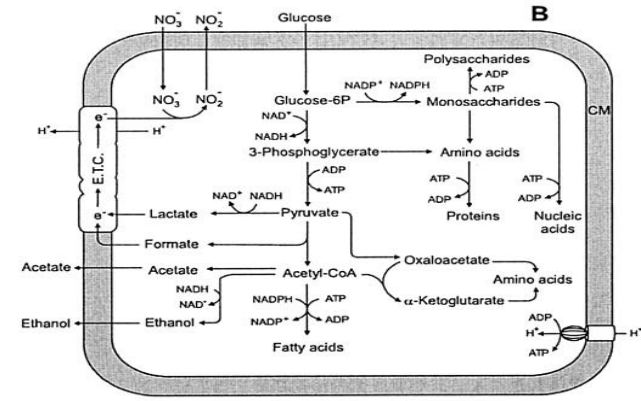 B
NO3- NO2- Glucose
Polysaccharides
ADP
ATP
NO3- NO2-
NADP+ NADPH
Glucose-6P Monosaccharides
CM
e-
H+ H+
NAD+
NADH
E.T.C.
3-Phosphoglycerate Amino acids
ADP
ATP
ATP ATP
ADP ADP
NAD+ NADH
e- Lactate Pyruvate Proteins Nucleic
acids
Formate
Oxaloacetate
Acetate Acetate Acetyl-CoA Amino acids
NADH
NAD+
NADPH ATP
NADP+ ADP
α-Ketoglutarate
Ethanol Ethanol
ADP
H+ H+
ATP
Fatty acids